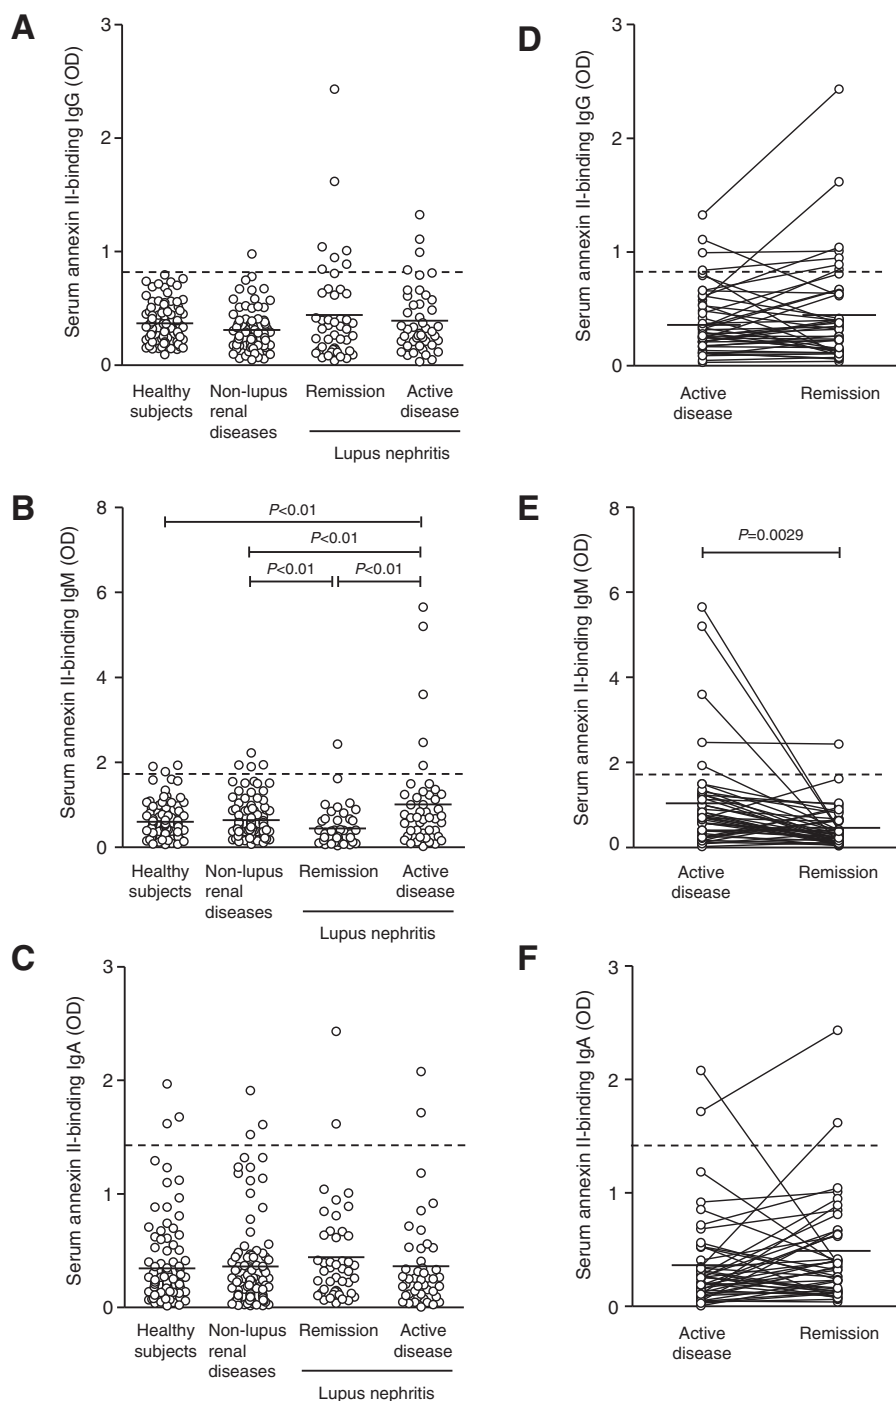 A
Serum annexin II-binding IgG (OD)
3
2
1
0
Healthy
subjects
Non-lupus
renal
diseases
Remission
Active
disease
Lupus nephritis
D
Serum annexin II-binding IgG (OD)
3
2
1
0
Active
disease
Remission
B
Serum annexin II-binding IgM (OD)
8
6
4
2
0
P<0.01
P<0.01
P<0.01
P<0.01
Healthy
subjects
Non-lupus
renal
diseases
Remission
Active
disease
Lupus nephritis
E
Serum annexin II-binding IgM (OD)
8
6
4
2
0
P=0.0029
Active
disease
Remission
C
Serum annexin II-binding IgA (OD)
3
2
1
0
Healthy
subjects
Non-lupus
renal
diseases
Remission
Active
disease
Lupus nephritis
F
Serum annexin II-binding IgA (OD)
3
2
1
0
Active
disease
Remission